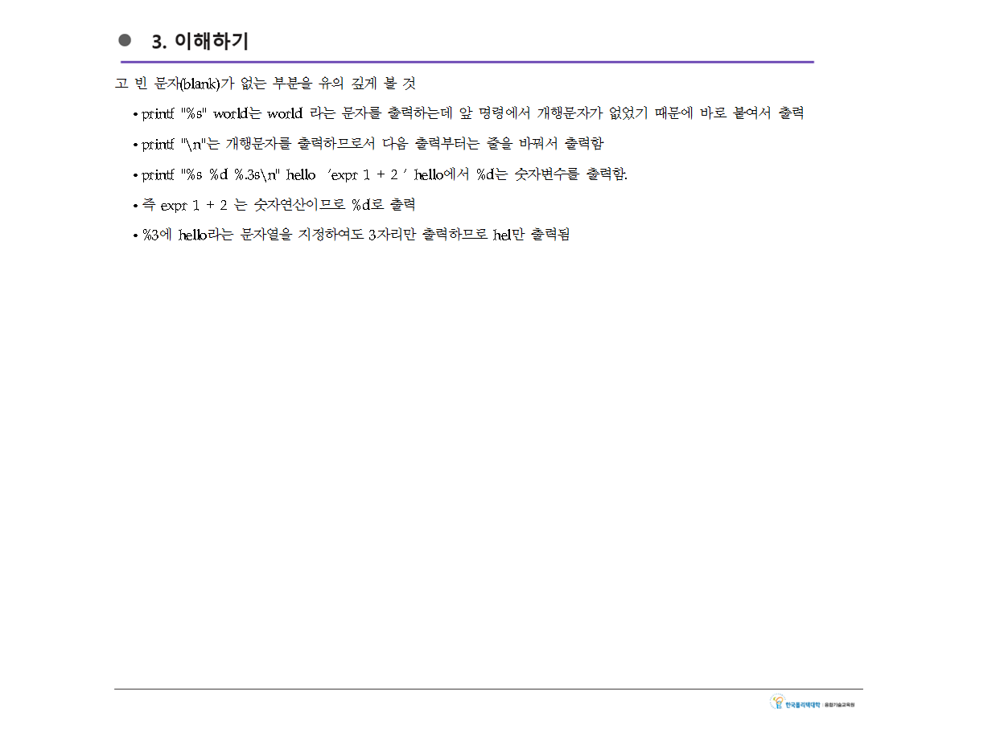 ● 3. 이해하기
고 빈 문자(blank)가 없는 부분을 유의 깊게 볼 것
• printf "%s" world는 world 라는 문자를 출력하는데 앞 명령에서 개행문자가 없었기 때문에 바로 붙여서 출력
• printf "\n"는 개행문자를 출력하므로서 다음 출력부터는 줄을 바꿔서 출력함
• printf "%s %d %.3s\n" hello ′expr 1 + 2 ′ hello에서 %d는 숫자변수를 출력함.
• 즉 expr 1 + 2 는 숫자연산이므로 %d로 출력
• %3에 hello라는 문자열을 지정하여도 3자리만 출력하므로 hel만 출력됨
한국폴리텍대학 | 융합기술교육원